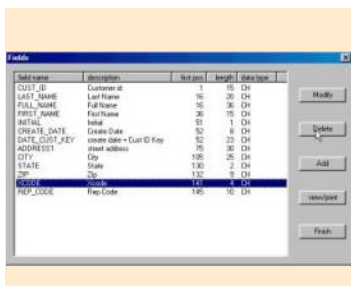 Fields
field name description first pos length data type
CUST_ID Customer id 1 15 CH
LAST_NAME Last Name 16 20 CH
FULL_NAME Full Name 16 36 CH
FIRST_NAME First Name 36 15 CH
INITIAL Initial 51 1 CH
CREATE_DATE Create Date 52 8 CH
DATE_CUST_KEY create date + Cust ID Key 52 23 CH
ADDRESS1 street address 75 30 CH
CITY City 105 25 CH
STATE State 130 2 CH
ZIP Zip 132 9 CH
XCODE Xcode 141 4 CH
REP_CODE Rep Code 145 10 CH
Modify
Delete
Add
view/print
Finish